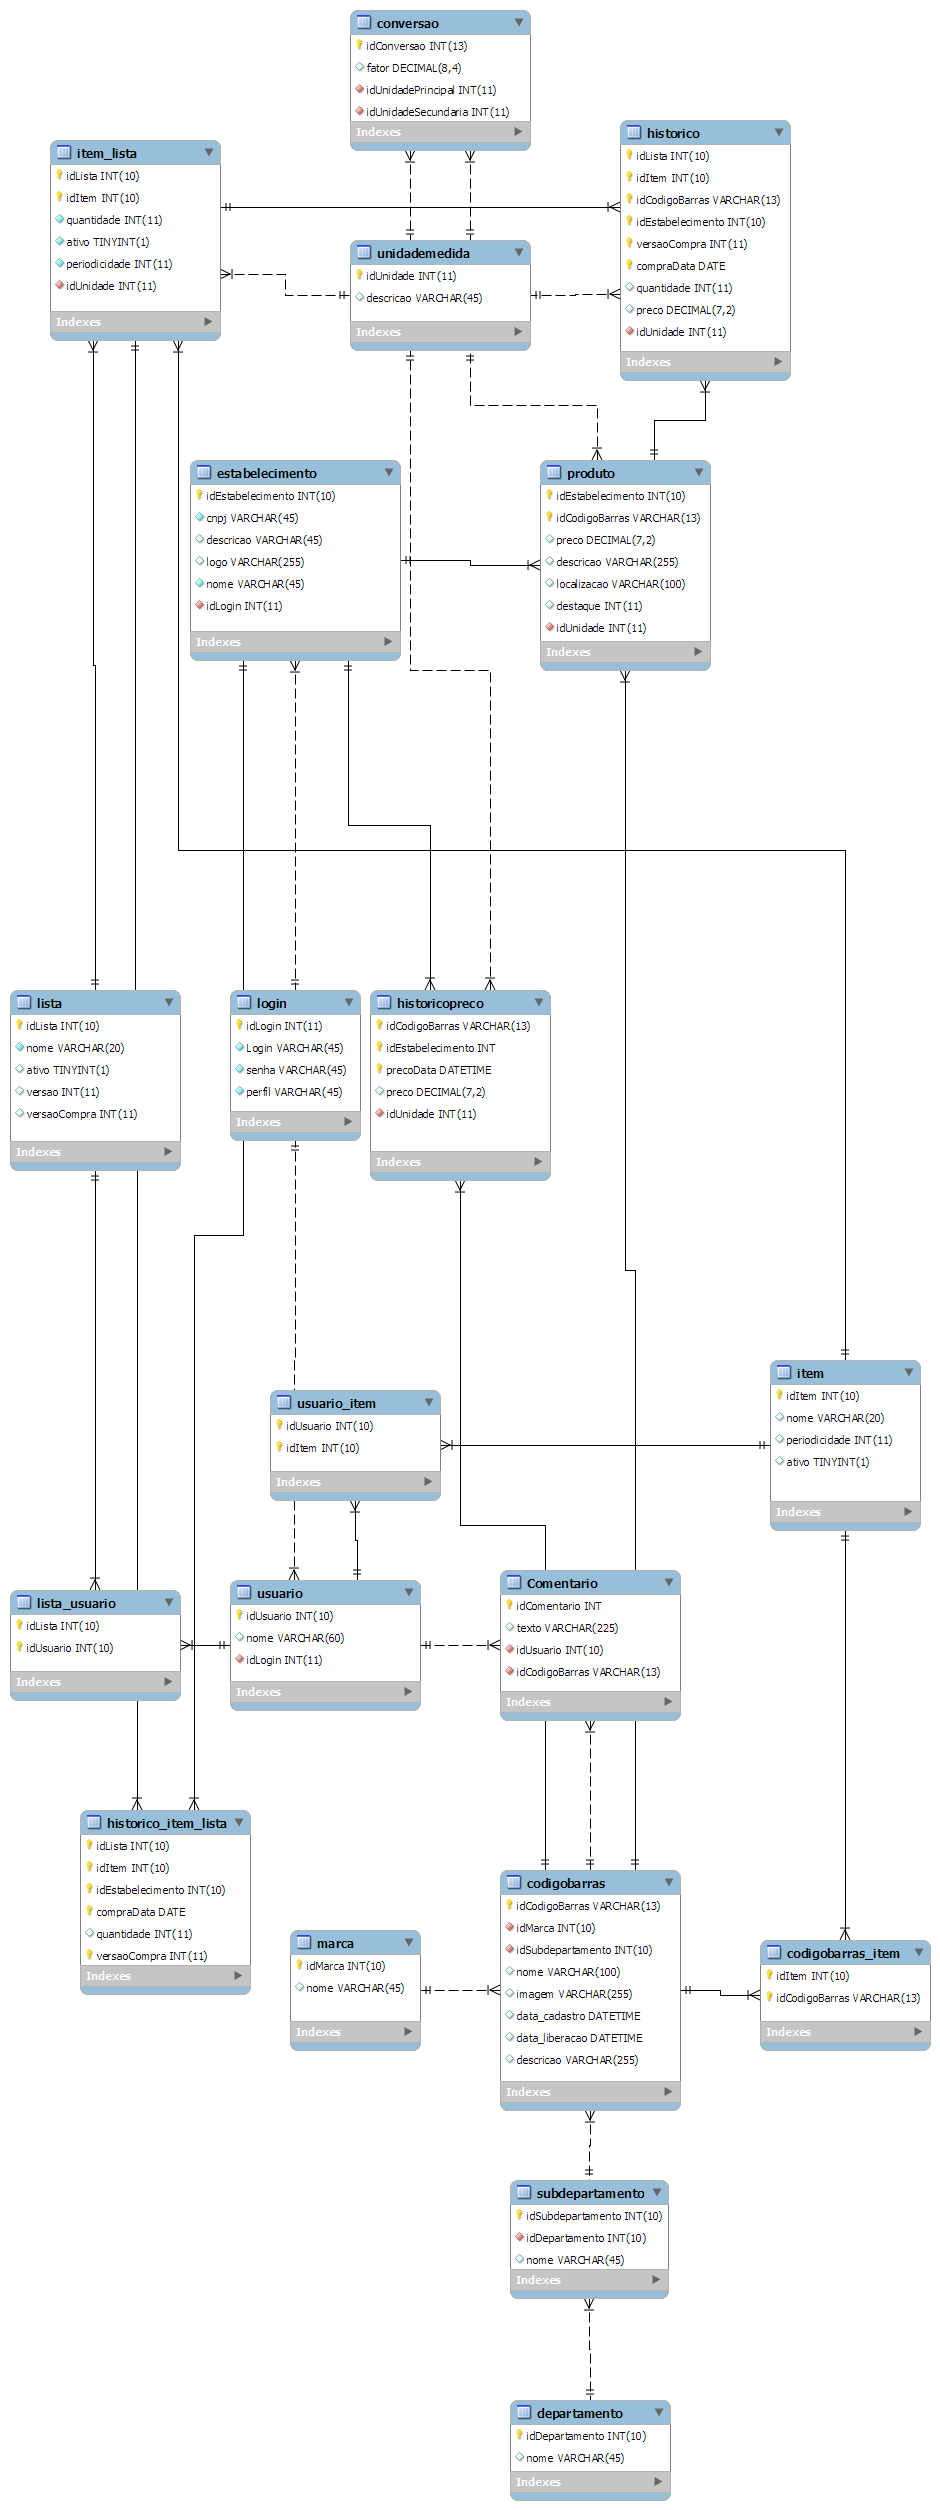 conversao
idConversao INT(13)
fator DECIMAL(8,4)
idUnidadePrincipal INT(11)
idUnidadeSecundaria INT(11)
Indexes
item_lista
idLista INT(10)
idItem INT(10)
quantidade INT(11)
ativo TINYINT(1)
periodicidade INT(11)
idUnidade INT(11)
Indexes
unidademedida
idUnidade INT(11)
descricao VARCHAR(45)
Indexes
historico
idLista INT(10)
idItem INT(10)
idCodigoBarras VARCHAR(13)
idEstabelecimento INT(10)
versaoCompra INT(11)
compraData DATE
quantidade INT(11)
preco DECIMAL(7,2)
idUnidade INT(11)
Indexes
estabelecimento
idEstabelecimento INT(10)
cnpj VARCHAR(45)
descricao VARCHAR(45)
logo VARCHAR(255)
nome VARCHAR(45)
idLogin INT(11)
Indexes
produto
idEstabelecimento INT(10)
idCodigoBarras VARCHAR(13)
preco DECIMAL(7,2)
descricao VARCHAR(255)
localizacao VARCHAR(100)
destaque INT(11)
idUnidade INT(11)
Indexes
lista
idLista INT(10)
nome VARCHAR(20)
ativo TINYINT(1)
versao INT(11)
versaoCompra INT(11)
Indexes
login
idLogin INT(11)
Login VARCHAR(45)
senha VARCHAR(45)
perfil VARCHAR(45)
Indexes
historicopreco
idCodigoBarras VARCHAR(13)
idEstabelecimento INT
precoData DATETIME
preco DECIMAL(7,2)
idUnidade INT(11)
Indexes
item
idItem INT(10)
nome VARCHAR(20)
periodicidade INT(11)
ativo TINYINT(1)
Indexes
usuario_item
idUsuario INT(10)
idItem INT(10)
Indexes
lista_usuario
idLista INT(10)
idUsuario INT(10)
Indexes
usuario
idUsuario INT(10)
nome VARCHAR(60)
idLogin INT(11)
Indexes
Comentario
idComentario INT
texto VARCHAR(225)
idUsuario INT(10)
idCodigoBarras VARCHAR(13)
Indexes
historico_item_lista
idLista INT(10)
idItem INT(10)
idEstabelecimento INT(10)
compraData DATE
quantidade INT(11)
versaoCompra INT(11)
Indexes
marca
idMarca INT(10)
nome VARCHAR(45)
Indexes
codigobarras
idCodigoBarras VARCHAR(13)
idMarca INT(10)
idSubdepartamento INT(10)
nome VARCHAR(100)
imagem VARCHAR(255)
data_cadastro DATETIME
data_liberacao DATETIME
descricao VARCHAR(255)
Indexes
codigobarras_item
idItem INT(10)
idCodigoBarras VARCHAR(13)
Indexes
subdepartamento
idSubdepartamento INT(10)
idDepartamento INT(10)
nome VARCHAR(45)
Indexes
departamento
idDepartamento INT(10)
nome VARCHAR(45)
Indexes